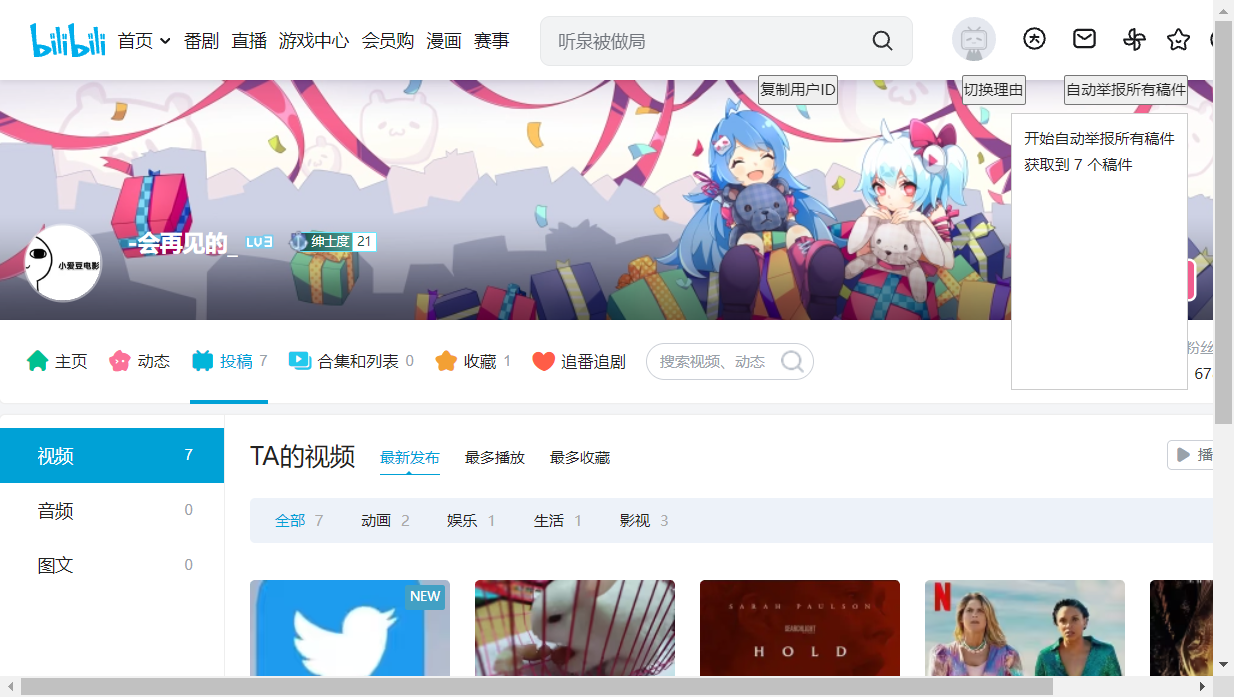 bilibili
首页 番剧 直播 游戏中心 会员购 漫画 赛事
听泉被做局
复制用户ID
切换理由
自动举报所有稿件
开始自动举报所有稿件
获取到 7 个稿件
小爱豆电影
-会再见的_ LV3 绅士度 21
主页 动态 投稿 7 合集和列表 0 收藏 1 追番追剧
搜索视频、动态
粉丝
67
视频 7
音频 0
图文 0
TA的视频 最新发布 最多播放 最多收藏
播
全部 7 动画 2 娱乐 1 生活 1 影视 3
NEW
SARAH PAULSON
SEARCHLIGHT
HOLD
N